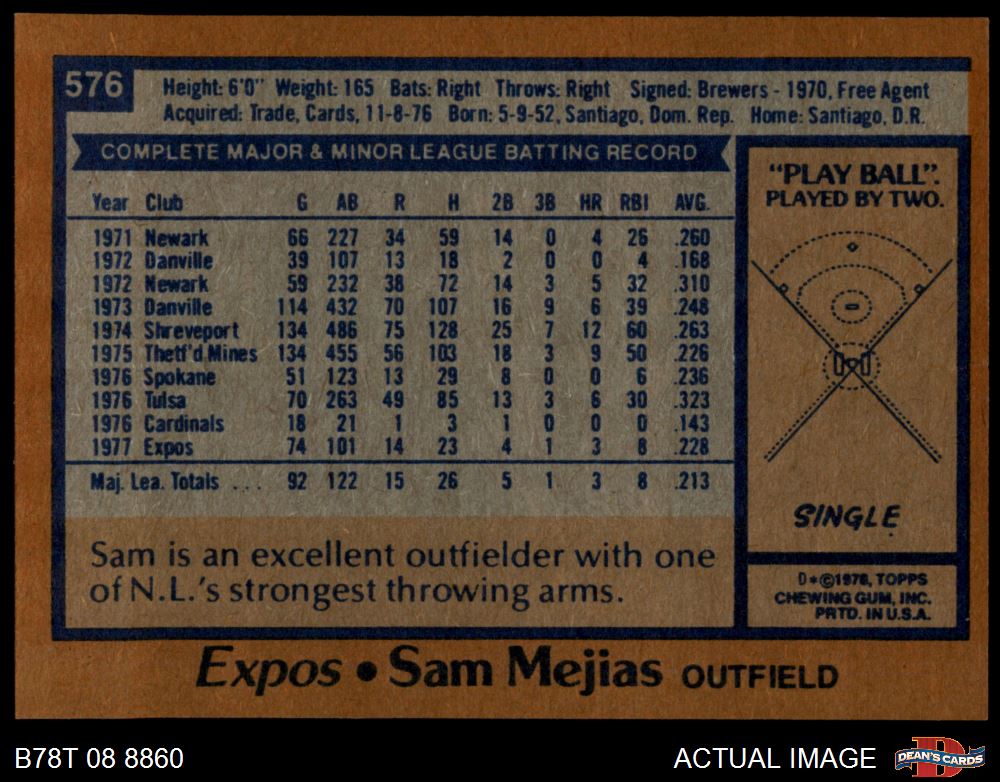 576
Height: 6'0" Weight: 165 Bats: Right Throws: Right Signed: Brewers - 1970, Free Agent
Acquired: Trade, Cards, 11-8-76 Born: 5-9-52, Santiago, Dom. Rep. Home: Santiago, D.R.
COMPLETE MAJOR & MINOR LEAGUE BATTING RECORD
Year Club G AB R H 2B 3B HR RBI AVG.
1971 Newark 66 227 34 59 14 0 4 26 .260
1972 Danville 39 107 13 18 2 0 0 4 .168
1972 Newark 59 232 38 72 14 3 5 32 .310
1973 Danville 114 432 70 107 16 9 6 39 .248
1974 Shreveport 134 486 75 128 25 7 12 60 .263
1975 Thetf'd Mines 134 455 56 103 18 3 9 50 .226
1976 Spokane 51 123 13 29 8 0 0 6 .236
1976 Tulsa 70 263 49 85 13 3 6 30 .323
1976 Cardinals 18 21 1 3 1 0 0 0 .143
1977 Expos 74 101 14 23 4 1 3 8 .228
Maj. Lea. Totals ... 92 122 15 26 5 1 3 8 .213
Sam is an excellent outfielder with one
of N.L.'s strongest throwing arms.
"PLAY BALL".
PLAYED BY TWO.
SINGLE
D*©1978, TOPPS
CHEWING GUM, INC.
PRTD. IN U.S.A.
Expos • Sam Mejias OUTFIELD
B78T 08 8860
ACTUAL IMAGE
D
DEAN'S CARDS